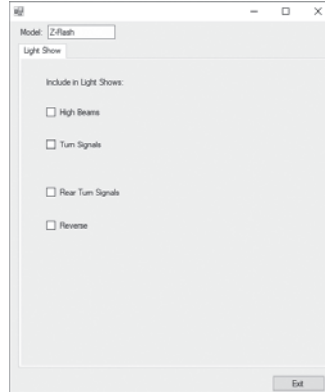 Model: Z-Flash
Light Show
Include in Light Shows:
High Beams
Turn Signals
Rear Turn Signals
Reverse
Exit